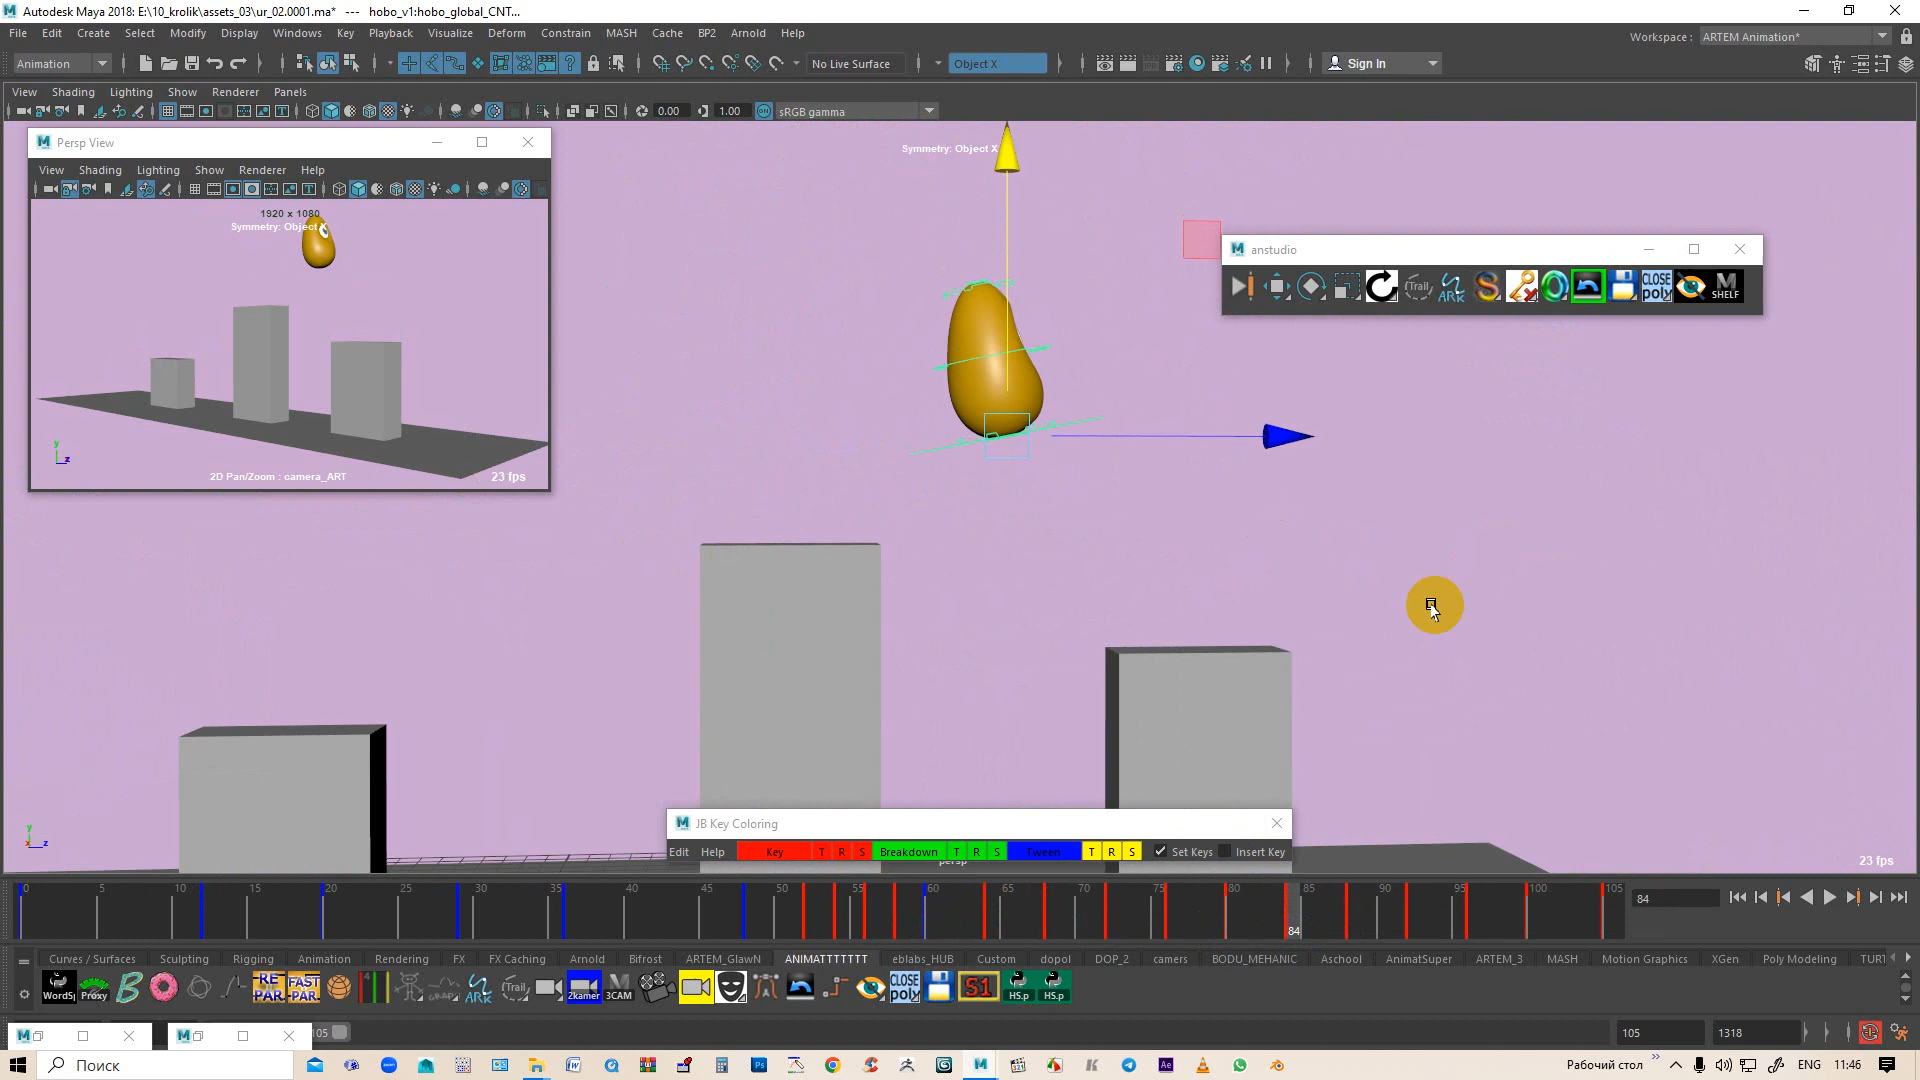 Autodesk Maya 2018: E:\10_krolik\assets_03\ur_02.0001.ma* --- hobo_v1:hobo_global_CNT...
File Edit Create Select Modify Display Windows Key Playback Visualize Deform Constrain MASH Cache BP2 Arnold Help
Workspace : ARTEM Animation*
Animation No Live Surface Object X Sign In
View Shading Lighting Show Renderer Panels
0.00 1.00 sRGB gamma
Persp View
View Shading Lighting Show Renderer Help
1920 x 1080
Symmetry: Object X
y
z
2D Pan/Zoom : camera_ART
23 fps
Symmetry: Object X
anstudio
Trail ARK CLOSE poly SHELF
y
x z
JB Key Coloring
Edit Help Key T R S Breakdown T R S Tween T R S Set Keys Insert Key
persp
23 fps
0 5 10 15 20 25 30 35 40 45 50 55 60 65 70 75 80 85 90 95 100 105
84
84
Curves / Surfaces Sculpting Rigging Animation Rendering FX FX Caching Arnold Bifrost ARTEM_GlawN ANIMATTTTTTT eblabs_HUB Custom dopol DOP_2 camers BODU_MEHANIC Aschool AnimatSuper ARTEM_3 MASH Motion Graphics XGen Poly Modeling TURT
WordS Proxy RE PAR FAST PAR ARK Trail 2kamer 3CAM CLOSE poly S1 HS.p HS.p
105
105 1318
Поиск
Рабочий стол
ENG 11:46